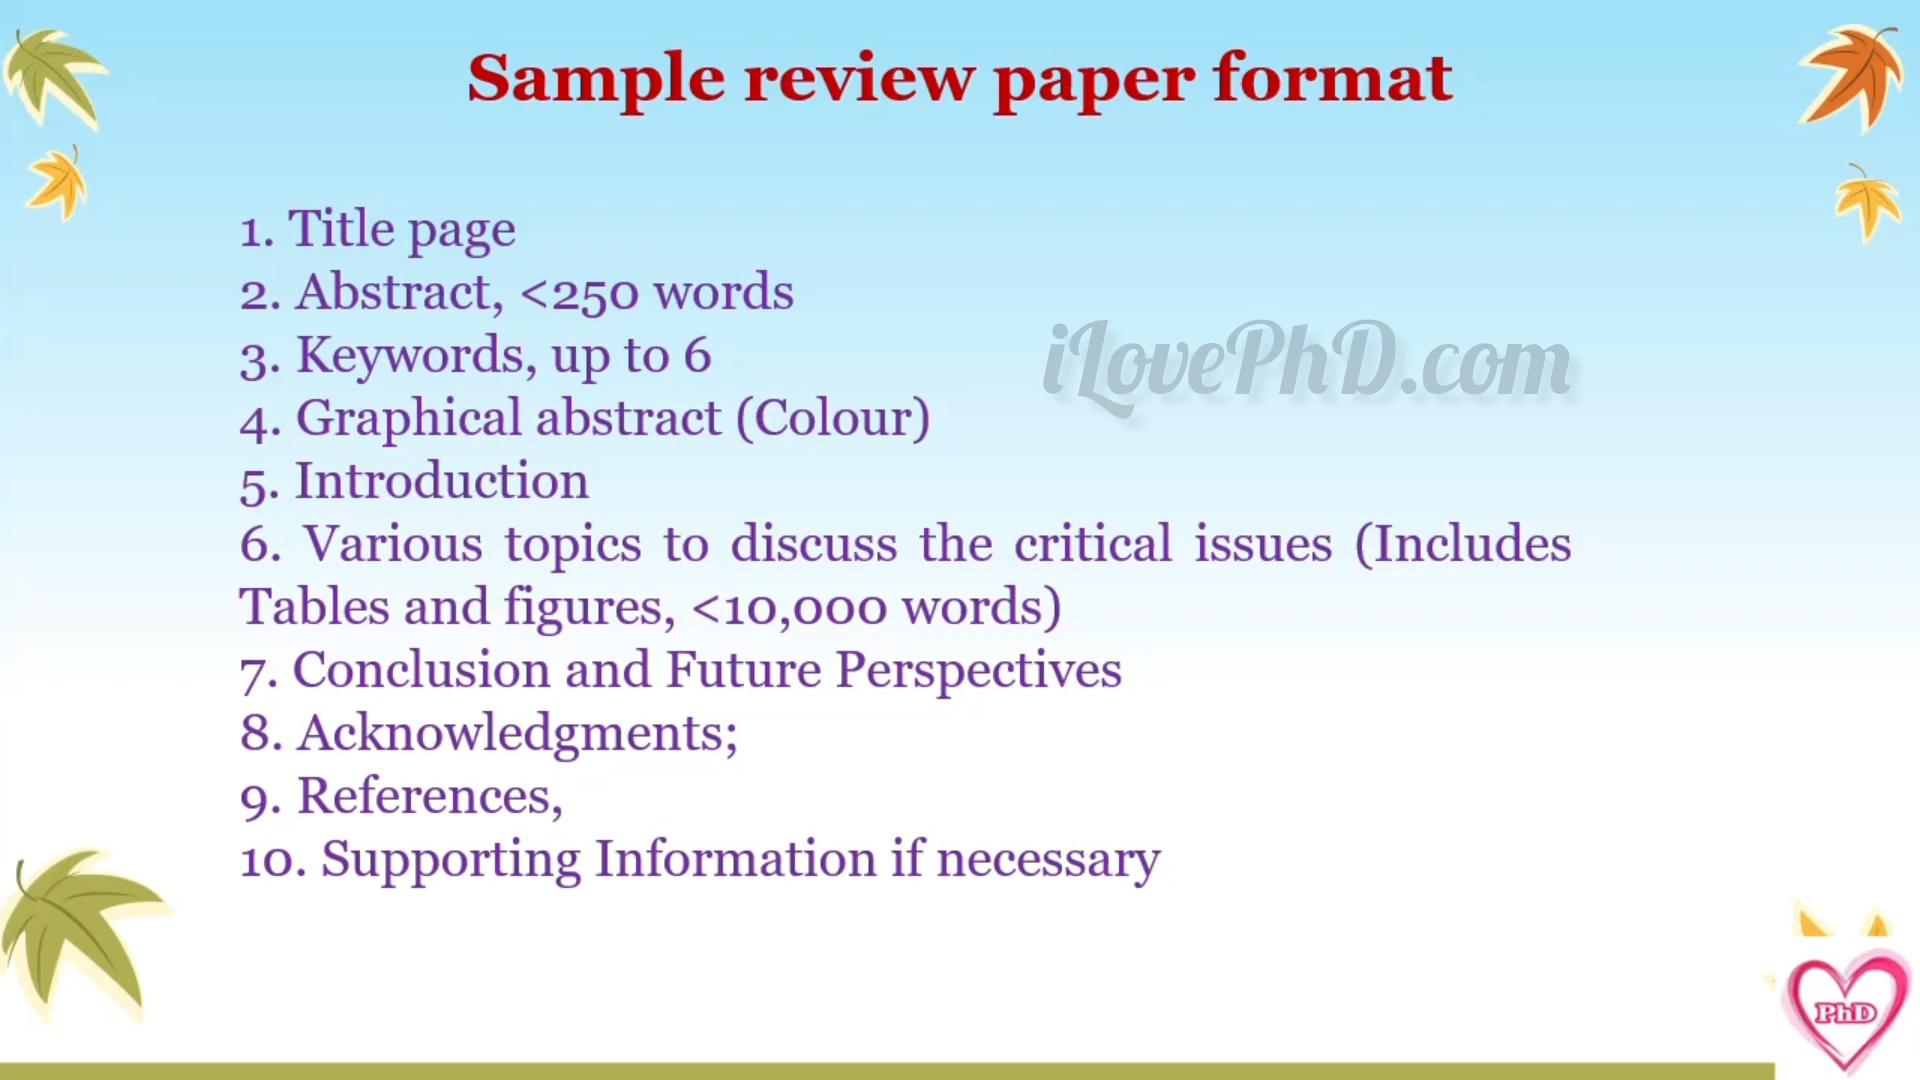 Sample review paper format
1. Title page
2. Abstract, <250 words
3. Keywords, up to 6
iLovePhD.com
4. Graphical abstract (Colour)
5. Introduction
6. Various topics to discuss the critical issues (Includes
Tables and figures, <10,000 words)
7. Conclusion and Future Perspectives
8. Acknowledgments;
9. References,
10. Supporting Information if necessary
PhD